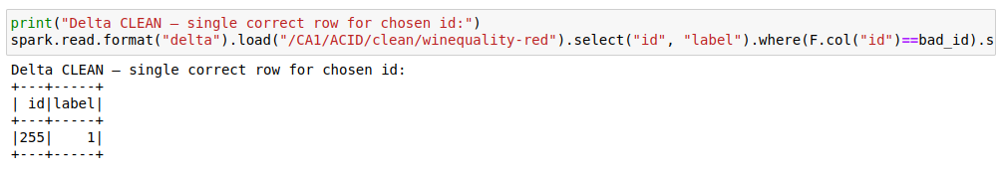 print("Delta CLEAN — single correct row for chosen id:")
spark.read.format("delta").load("/CA1/ACID/clean/winequality-red").select("id", "label").where(F.col("id")==bad_id).s
Delta CLEAN — single correct row for chosen id:
+---+-----+
| id|label|
+---+-----+
|255|    1|
+---+-----+